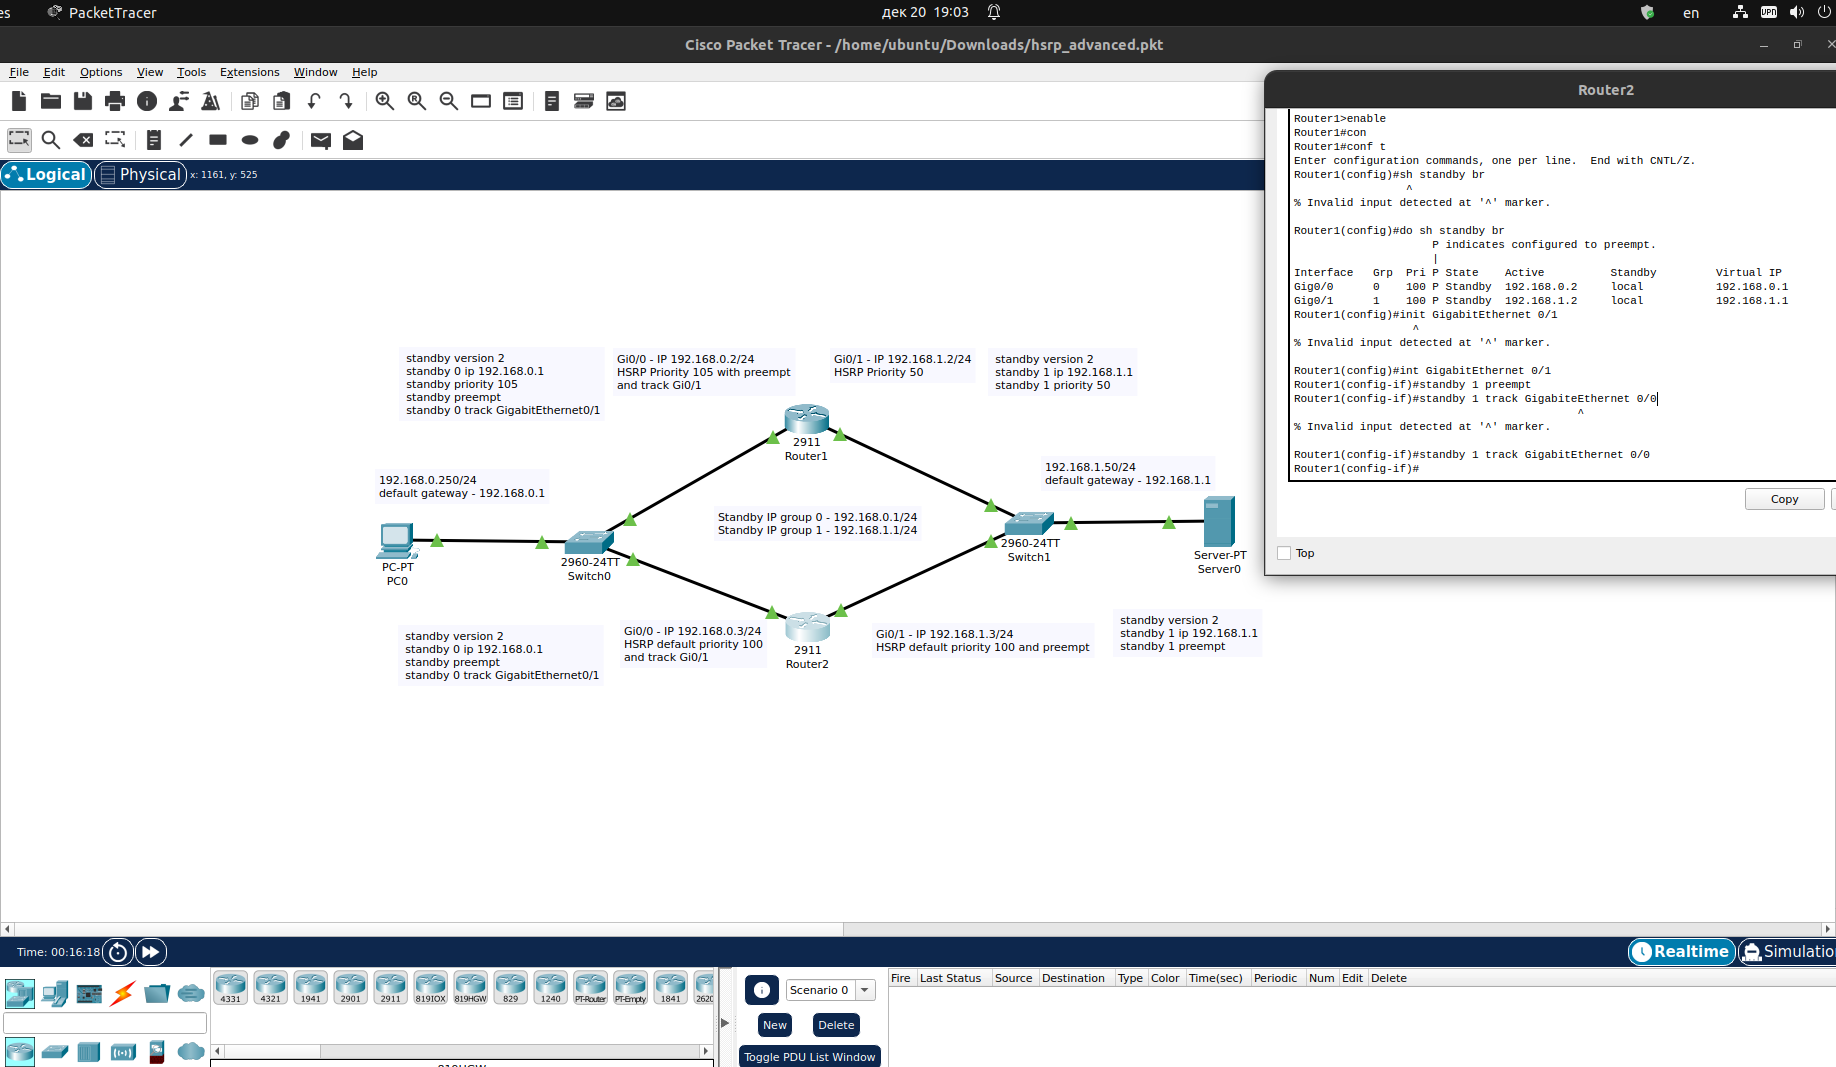 es PacketTracer дек 20 19:03 en VPN
Cisco Packet Tracer - /home/ubuntu/Downloads/hsrp_advanced.pkt
File Edit Options View Tools Extensions Window Help
Logical Physical x: 1161, y: 525
Router2
Router1>enable
Router1#con
Router1#conf t
Enter configuration commands, one per line. End with CNTL/Z.
Router1(config)#sh standby br
^
% Invalid input detected at '^' marker.
Router1(config)#do sh standby br
P indicates configured to preempt.
|
Interface Grp Pri P State Active Standby Virtual IP
Gig0/0 0 100 P Standby 192.168.0.2 local 192.168.0.1
Gig0/1 1 100 P Standby 192.168.1.2 local 192.168.1.1
Router1(config)#init GigabitEthernet 0/1
^
% Invalid input detected at '^' marker.
Router1(config)#int GigabitEthernet 0/1
Router1(config-if)#standby 1 preempt
Router1(config-if)#standby 1 track GigabiteEthernet 0/0
^
% Invalid input detected at '^' marker.
Router1(config-if)#standby 1 track GigabitEthernet 0/0
Router1(config-if)#
Copy
Top
standby version 2
standby 0 ip 192.168.0.1
standby priority 105
standby preempt
standby 0 track GigabitEthernet0/1
Gi0/0 - IP 192.168.0.2/24
HSRP Priority 105 with preempt
and track Gi0/1
Gi0/1 - IP 192.168.1.2/24
HSRP Priority 50
standby version 2
standby 1 ip 192.168.1.1
standby 1 priority 50
2911
Router1
192.168.0.250/24
default gateway - 192.168.0.1
192.168.1.50/24
default gateway - 192.168.1.1
Standby IP group 0 - 192.168.0.1/24
Standby IP group 1 - 192.168.1.1/24
PC-PT
PC0
2960-24TT
Switch0
2960-24TT
Switch1
Server-PT
Server0
standby version 2
standby 0 ip 192.168.0.1
standby preempt
standby 0 track GigabitEthernet0/1
Gi0/0 - IP 192.168.0.3/24
HSRP default priority 100
and track Gi0/1
2911
Router2
Gi0/1 - IP 192.168.1.3/24
HSRP default priority 100 and preempt
standby version 2
standby 1 ip 192.168.1.1
standby 1 preempt
Time: 00:16:18 Realtime Simulatio
4331 4321 1941 2901 2911 819IOX 819HGW 829 1240 PT-Router PT-Empty 1841 2620
Scenario 0
New Delete
Toggle PDU List Window
Fire Last Status Source Destination Type Color Time(sec) Periodic Num Edit Delete
819HGW